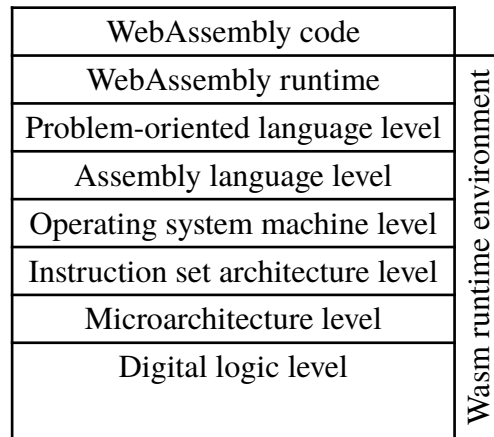 WebAssembly code
WebAssembly runtime
Problem-oriented language level
Assembly language level
Operating system machine level
Instruction set architecture level
Microarchitecture level
Digital logic level
Wasm runtime environment